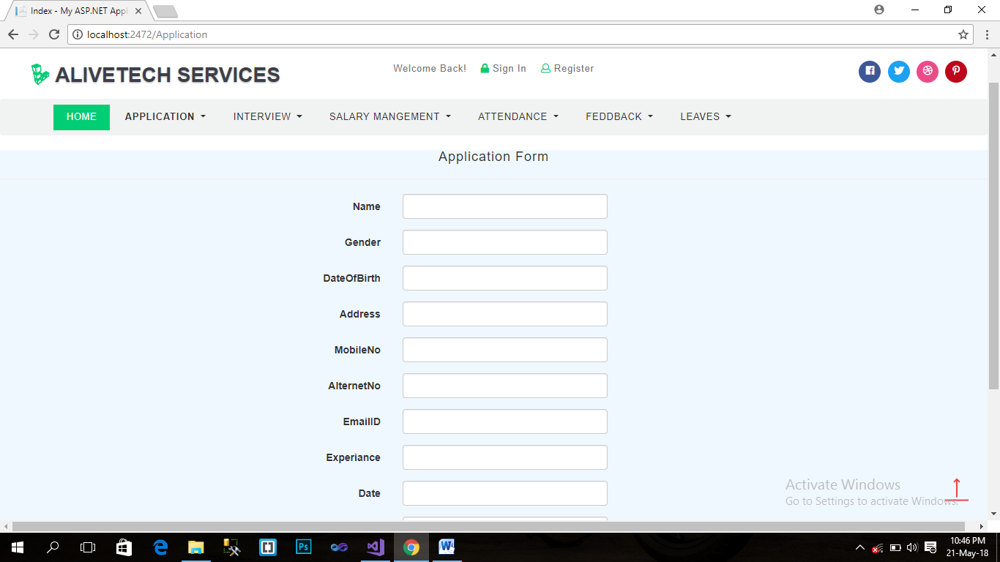 Index - My ASP.NET Appl
localhost:2472/Application
ALIVETECH SERVICES
Welcome Back! Sign In Register
HOME APPLICATION INTERVIEW SALARY MANGEMENT ATTENDANCE FEDDBACK LEAVES
Application Form
Name
Gender
DateOfBirth
Address
MobileNo
AlternetNo
EmailID
Experiance
Date
Activate Windows
Go to Settings to activate Windows.
Ps
10:46 PM
21-May-18